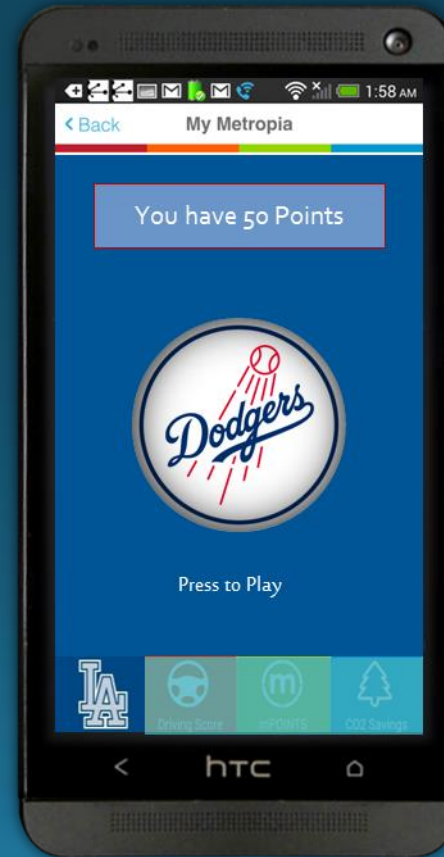 1:58 AM
< Back My Metropia
You have 50 Points
Dodgers
Press to Play
LA
Driving Score mPOINTS CO2 Savings
hTC